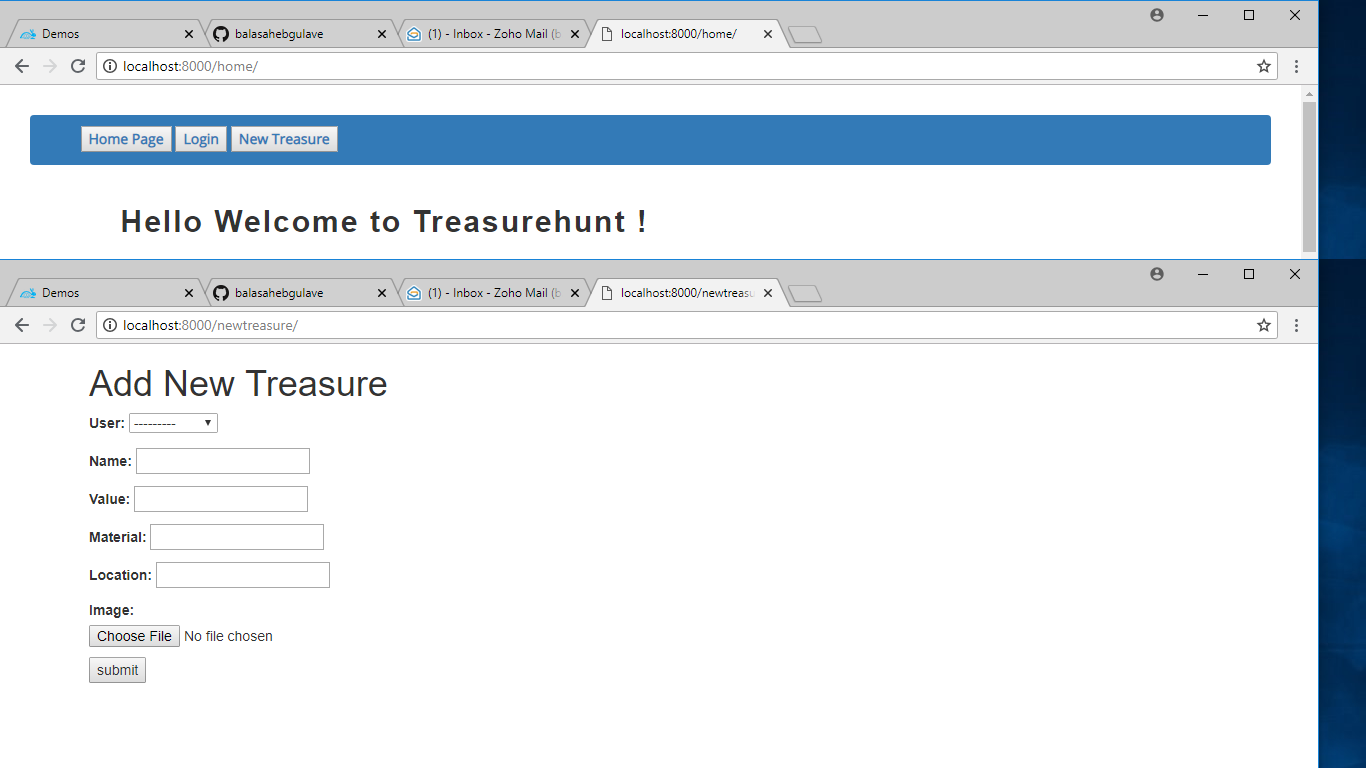 Demos balasahebgulave (1) - Inbox - Zoho Mail (b localhost:8000/home/
localhost:8000/home/
Home Page Login New Treasure
Hello Welcome to Treasurehunt !
Demos balasahebgulave (1) - Inbox - Zoho Mail (b localhost:8000/newtreasu
localhost:8000/newtreasure/
Add New Treasure
User: ---------
Name:
Value:
Material:
Location:
Image:
Choose File No file chosen
submit